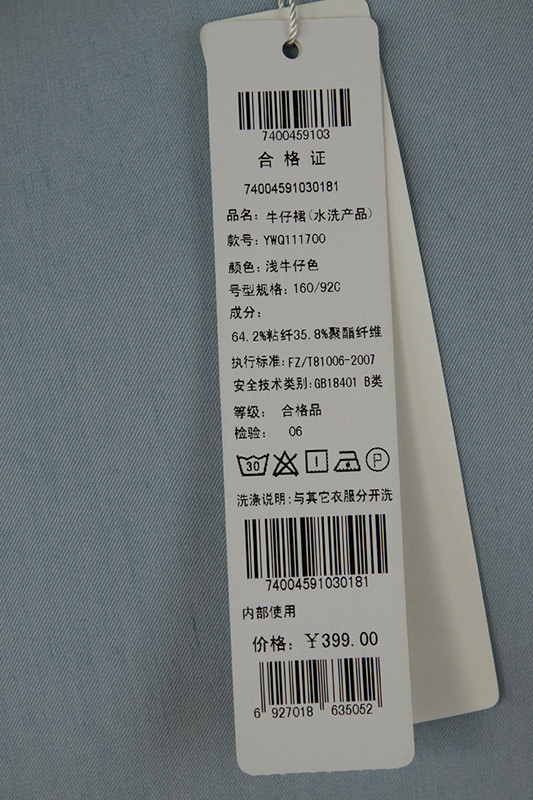 7400459103
合格证
74004591030181
品名：牛仔裙(水洗产品)
款号：YWQ111700
颜色：浅牛仔色
号型规格：160/92C
成分：
64.2%粘纤35.8%聚酯纤维
执行标准：FZ/T81006-2007
安全技术类别：GB18401 B类
等级： 合格品
检验： 06
30 P
洗涤说明：与其它衣服分开洗
74004591030181
内部使用
价格：￥399.00
6 927018 635052